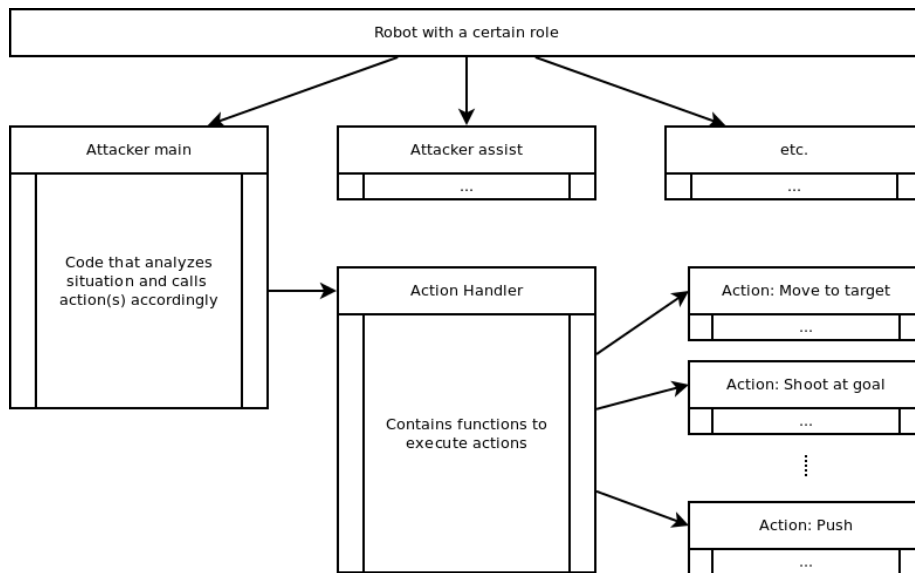 Robot with a certain role
Attacker main
Attacker assist
etc.
...
...
Code that analyzes
situation and calls
action(s) accordingly
Action Handler
Action: Move to target
...
Action: Shoot at goal
...
Contains functions to
execute actions
Action: Push
...